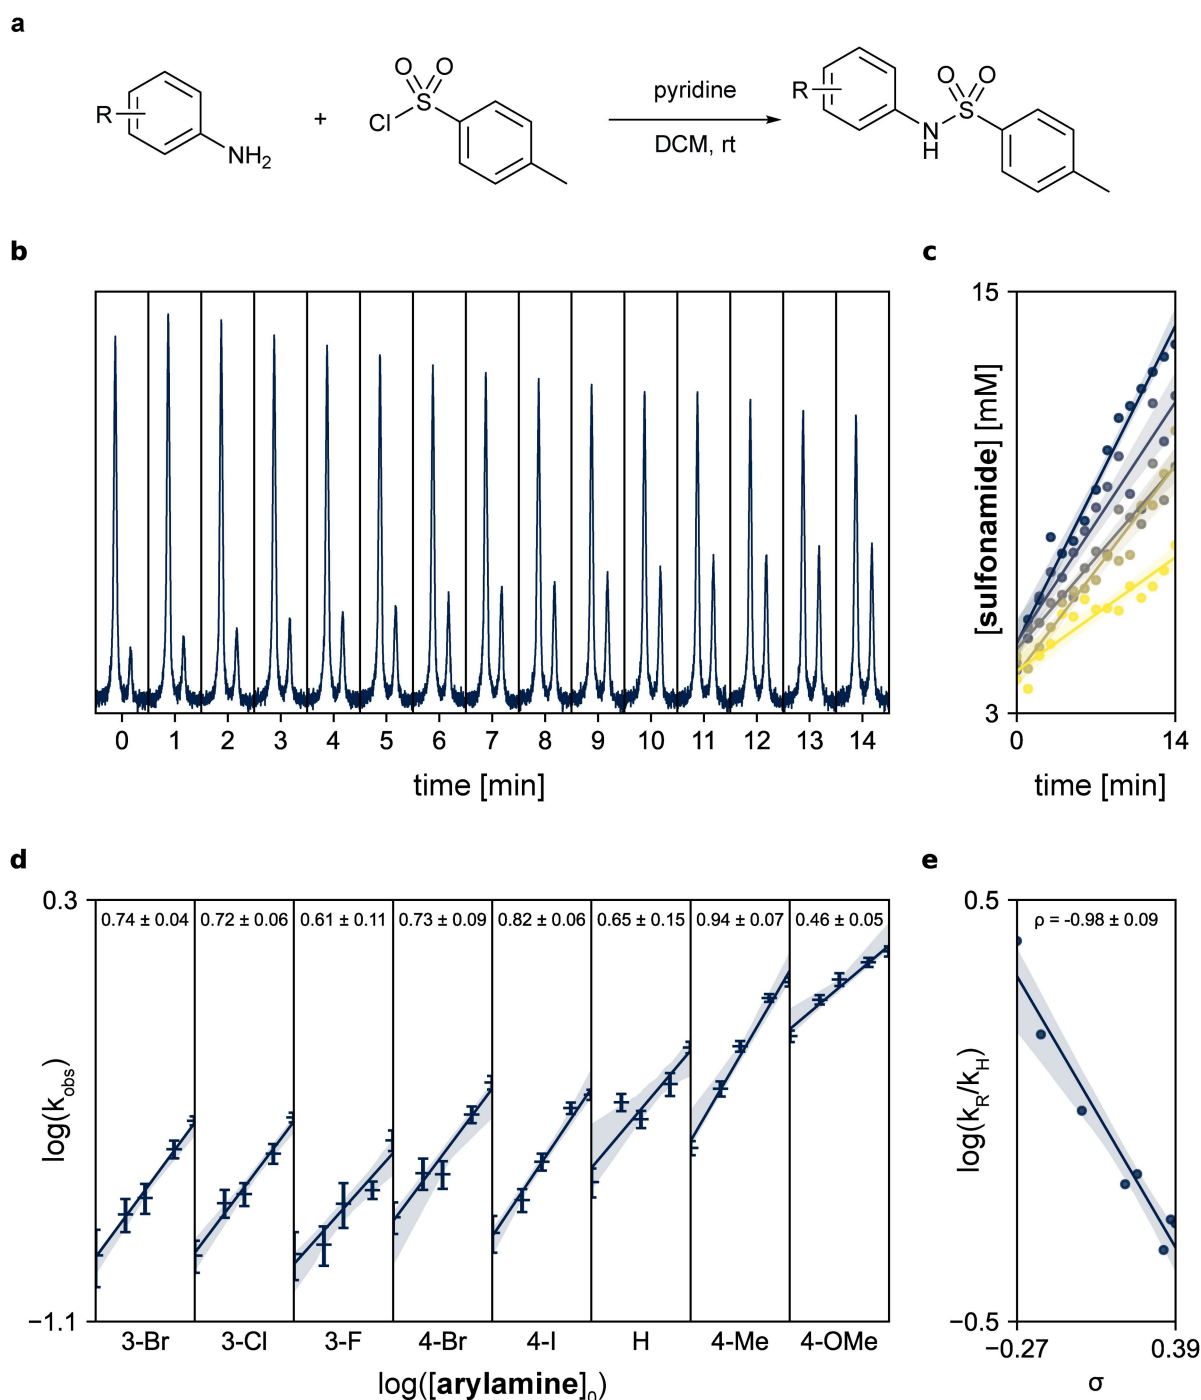 a
R
NH₂
+
O O
S
Cl
pyridine
DCM, rt
R
N
H
O O
S
b
0 1 2 3 4 5 6 7 8 9 10 11 12 13 14
time [min]
c
15
[sulfonamide] [mM]
3
0 14
time [min]
d
0.3
0.74 ± 0.04 0.72 ± 0.06 0.61 ± 0.11 0.73 ± 0.09 0.82 ± 0.06 0.65 ± 0.15 0.94 ± 0.07 0.46 ± 0.05
log(k_obs)
−1.1
3-Br 3-Cl 3-F 4-Br 4-I H 4-Me 4-OMe
log([arylamine]₀)
e
0.5
ρ = -0.98 ± 0.09
log(k_R/k_H)
−0.5
−0.27 0.39
σ